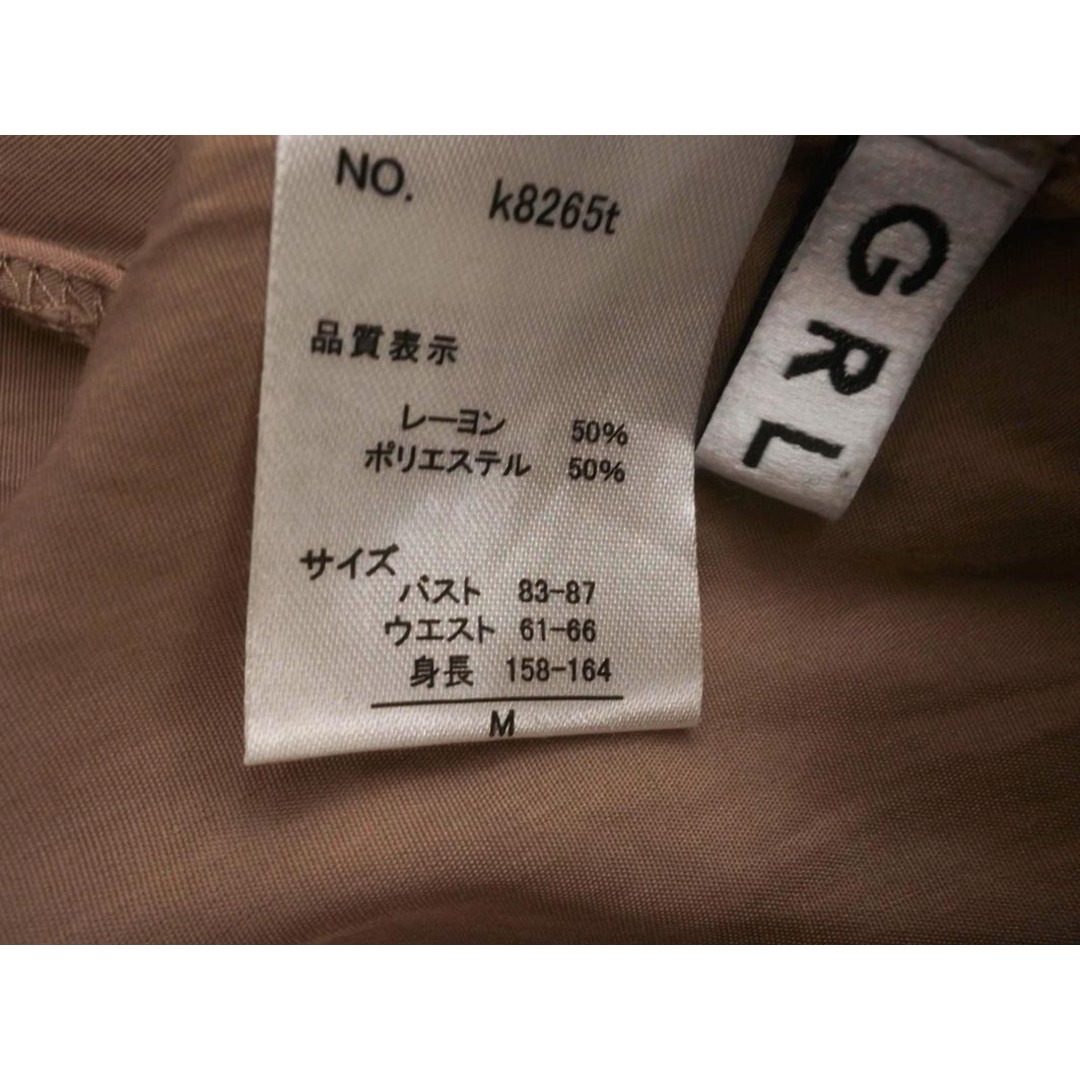 NO. k8265t
品質表示
レーヨン 50%
ポリエステル 50%
サイズ
バスト 83-87
ウエスト 61-66
身長 158-164
M
GRL